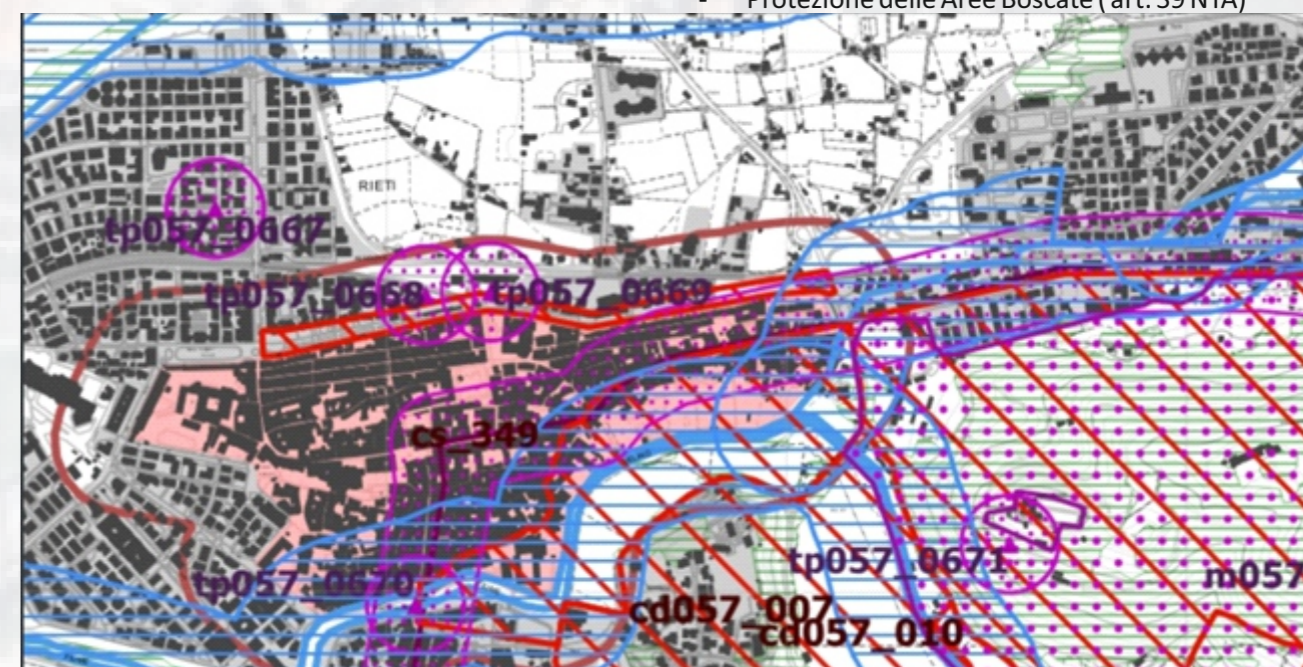 - Protezione delle Aree Boscate ( art. 39 NTA)
RIETI
tp057_0667
tp057_0668
tp057_0669
cs_349
tp057_0670
tp057_0671
m057
cd057_007
cd057_010